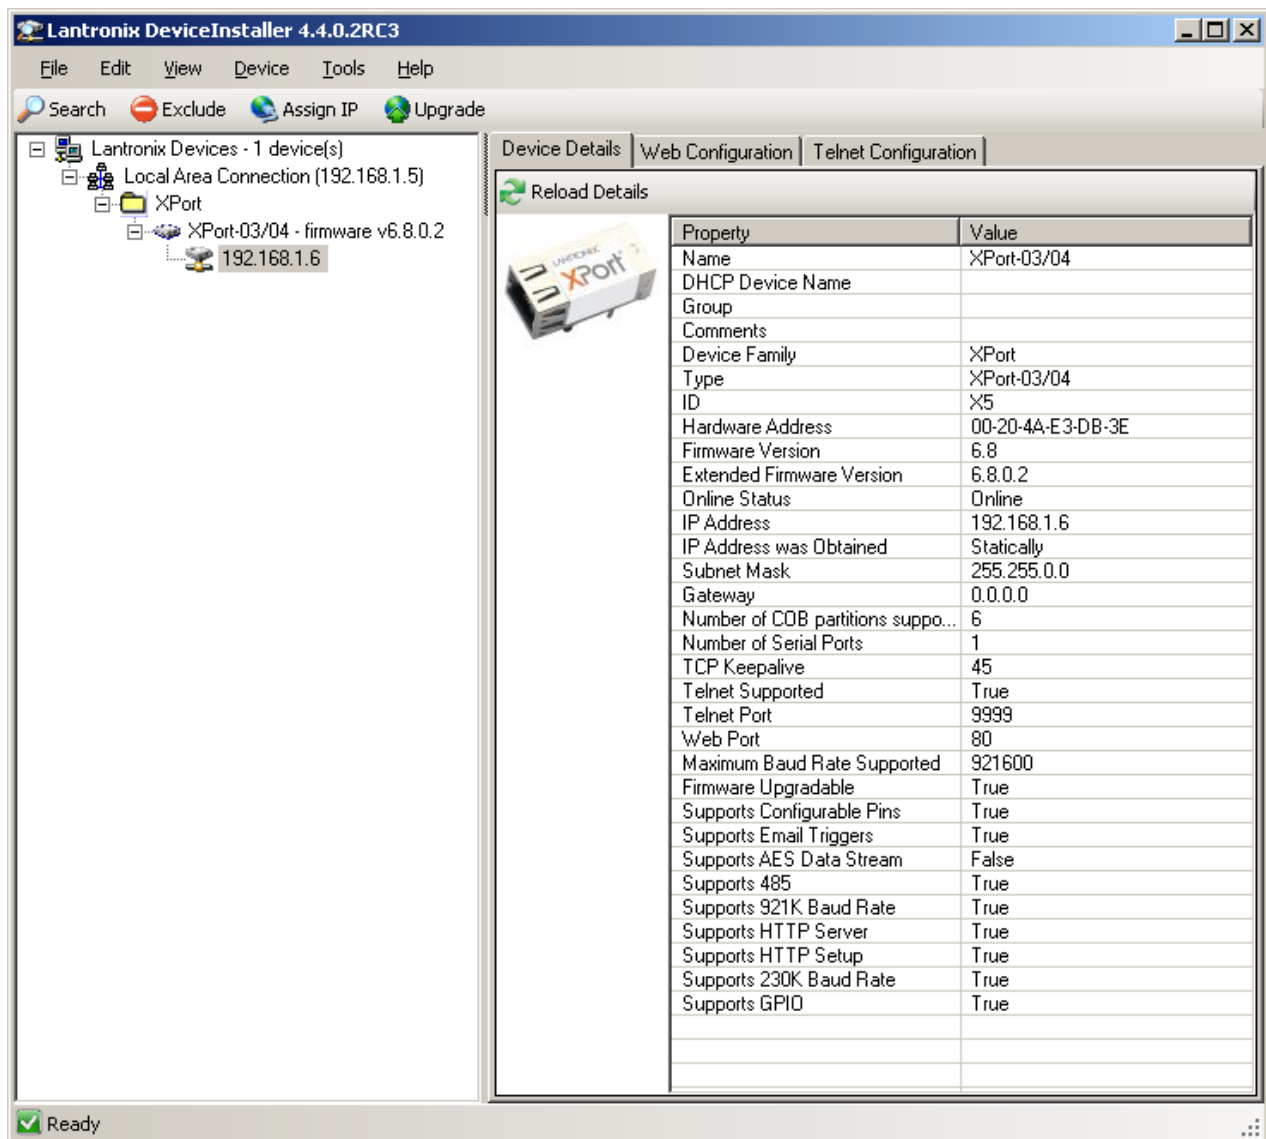 Lantronix DeviceInstaller 4.4.0.2RC3
File Edit View Device Tools Help
Search Exclude Assign IP Upgrade
Lantronix Devices - 1 device(s)
Local Area Connection (192.168.1.5)
XPort
XPort-03/04 - firmware v6.8.0.2
192.168.1.6
Device Details Web Configuration Telnet Configuration
Reload Details
LANTRONIX
XPort
Property Value
Name XPort-03/04
DHCP Device Name
Group
Comments
Device Family XPort
Type XPort-03/04
ID X5
Hardware Address 00-20-4A-E3-DB-3E
Firmware Version 6.8
Extended Firmware Version 6.8.0.2
Online Status Online
IP Address 192.168.1.6
IP Address was Obtained Statically
Subnet Mask 255.255.0.0
Gateway 0.0.0.0
Number of COB partitions suppo... 6
Number of Serial Ports 1
TCP Keepalive 45
Telnet Supported True
Telnet Port 9999
Web Port 80
Maximum Baud Rate Supported 921600
Firmware Upgradable True
Supports Configurable Pins True
Supports Email Triggers True
Supports AES Data Stream False
Supports 485 True
Supports 921K Baud Rate True
Supports HTTP Server True
Supports HTTP Setup True
Supports 230K Baud Rate True
Supports GPIO True
Ready